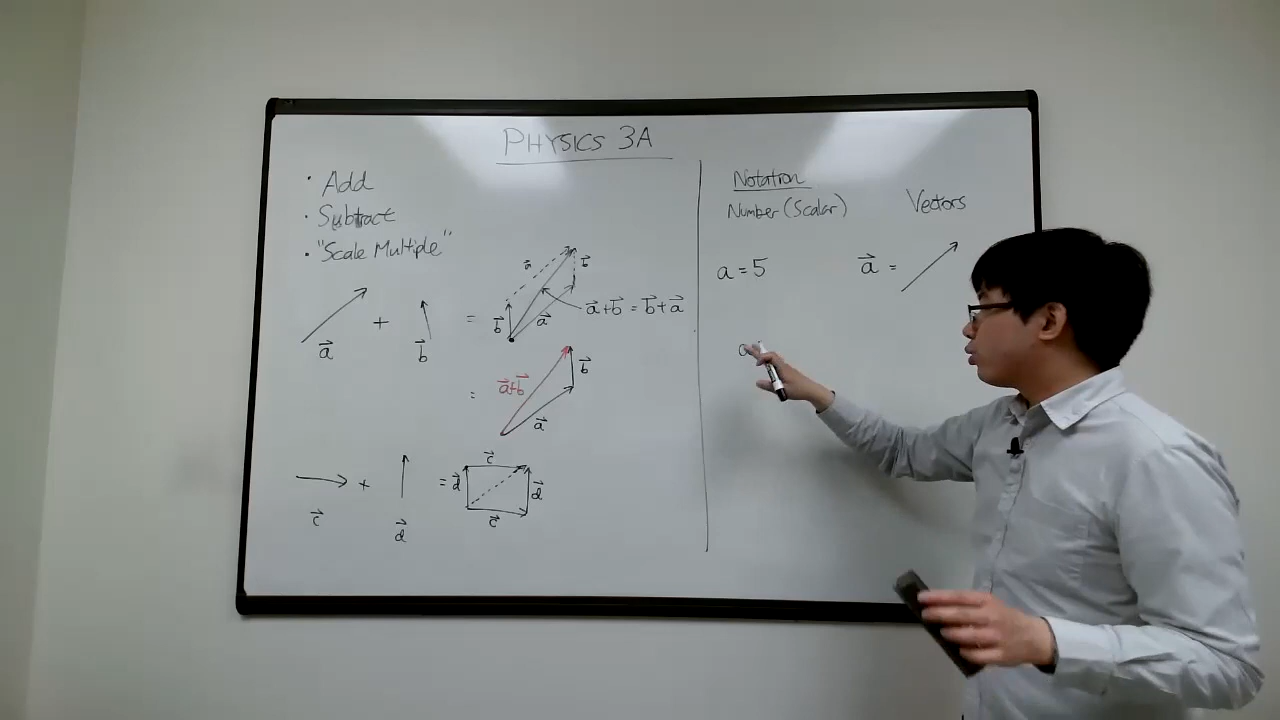 PHYSICS 3A
· Add
· Subtract
· "Scale Multiple"
a⃗ + b⃗ = b⃗ a⃗ a⃗ b⃗ a⃗+b⃗ = b⃗+a⃗
= a⃗+b⃗ b⃗ a⃗
c⃗ + d⃗ = d⃗ c⃗ d⃗ c⃗
Notation
Number (Scalar) Vectors
a = 5 a⃗ =
a